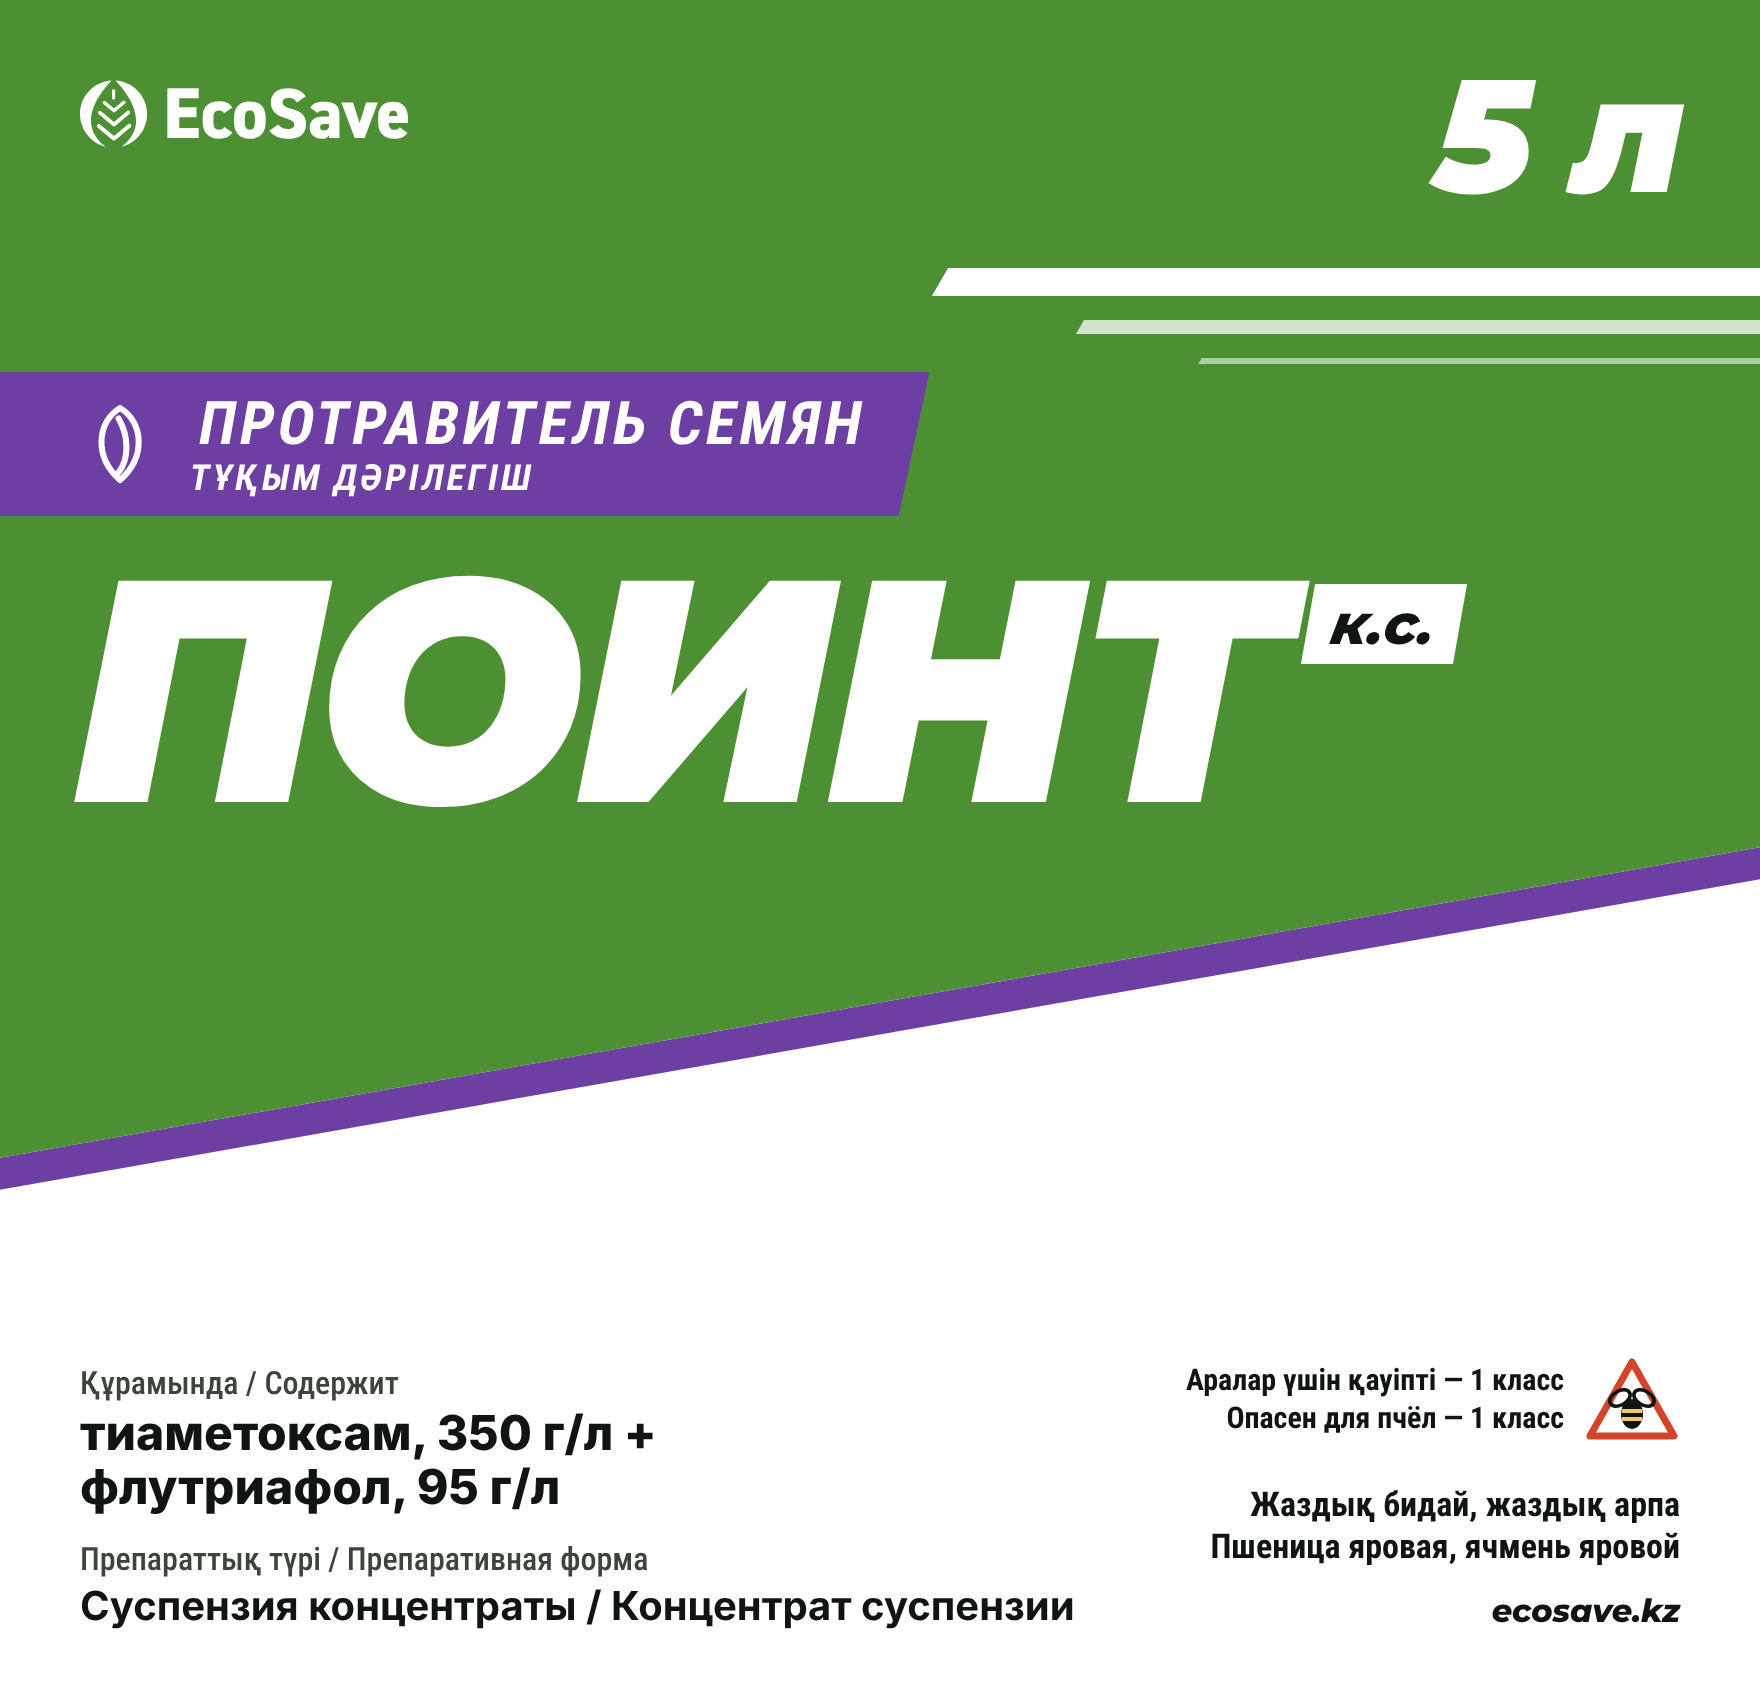 EcoSave
5 л
ПРОТРАВИТЕЛЬ СЕМЯН
ТҰҚЫМ ДӘРІЛЕГІШ
ПОИНТ
к.с.
Құрамында / Содержит
тиаметоксам, 350 г/л +
флутриафол, 95 г/л
Препараттық түрі / Препаративная форма
Суспензия концентраты / Концентрат суспензии
Аралар үшін қауіпті – 1 класс
Опасен для пчёл – 1 класс
Жаздық бидай, жаздық арпа
Пшеница яровая, ячмень яровой
ecosave.kz